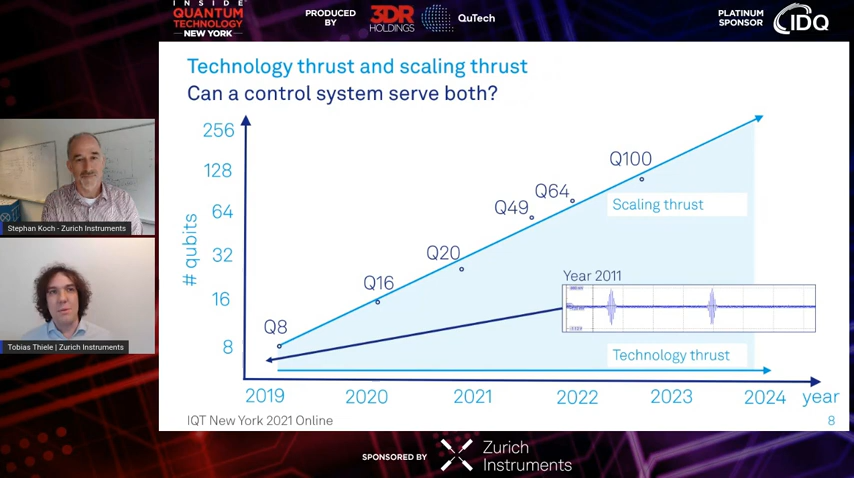 INSIDE
QUANTUM
TECHNOLOGY
NEW YORK
PRODUCED
BY
3DR
HOLDINGS
QuTech
PLATINUM
SPONSOR
IDQ
Technology thrust and scaling thrust
Can a control system serve both?
256
128
64
32
16
8
# qubits
Q100
Q64
Q49
Q20
Q16
Q8
Scaling thrust
Year 2011
Technology thrust
2019
2020
2021
2022
2023
2024
year
IQT New York 2021 Online
8
Stephan Koch - Zurich Instruments
Tobias Thiele | Zurich Instruments
SPONSORED BY
Zurich
Instruments